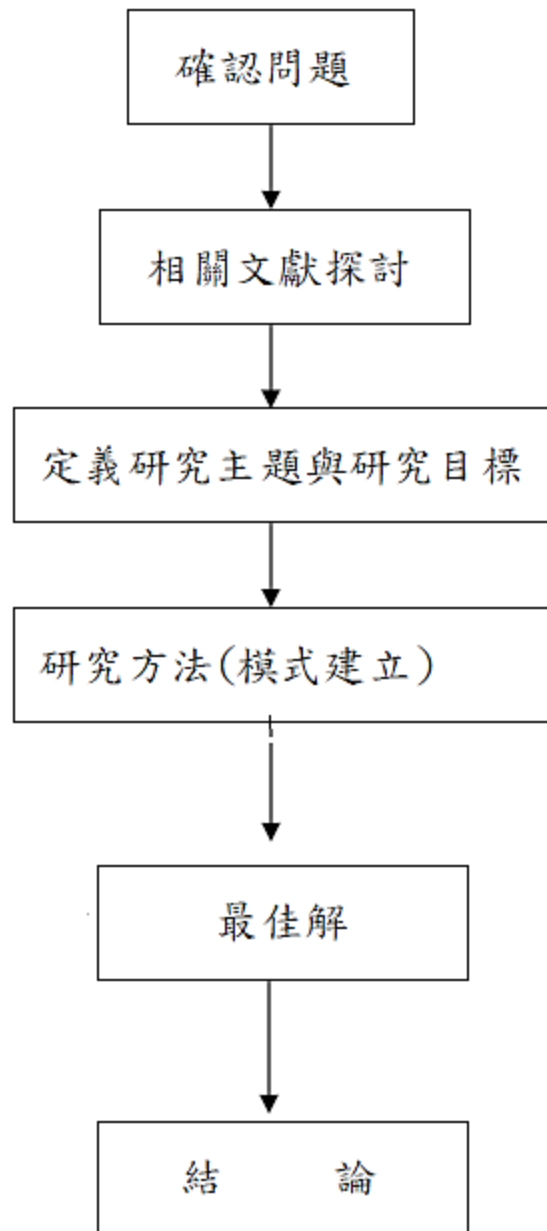 確認問題
相關文獻探討
定義研究主題與研究目標
研究方法(模式建立)
最佳解
結 論